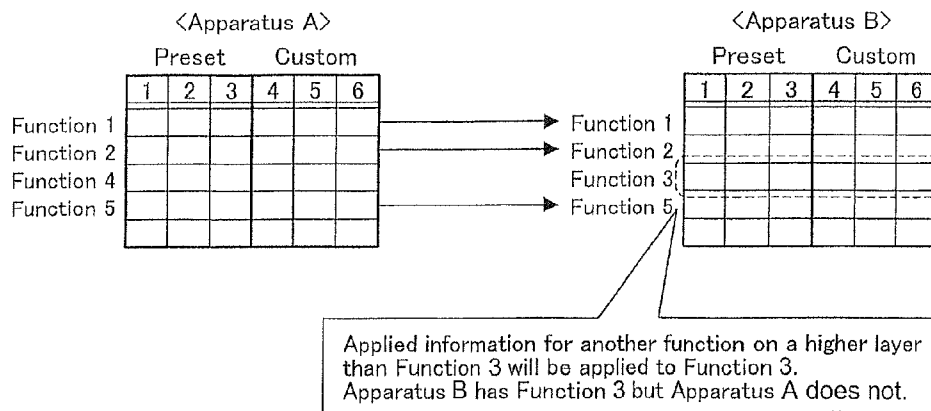 <Apparatus A>
Preset Custom
1 2 3 4 5 6
Function 1
Function 2
Function 4
Function 5
<Apparatus B>
Preset Custom
1 2 3 4 5 6
Function 1
Function 2
Function 3
Function 5
Applied information for another function on a higher layer
than Function 3 will be applied to Function 3.
Apparatus B has Function 3 but Apparatus A does not.